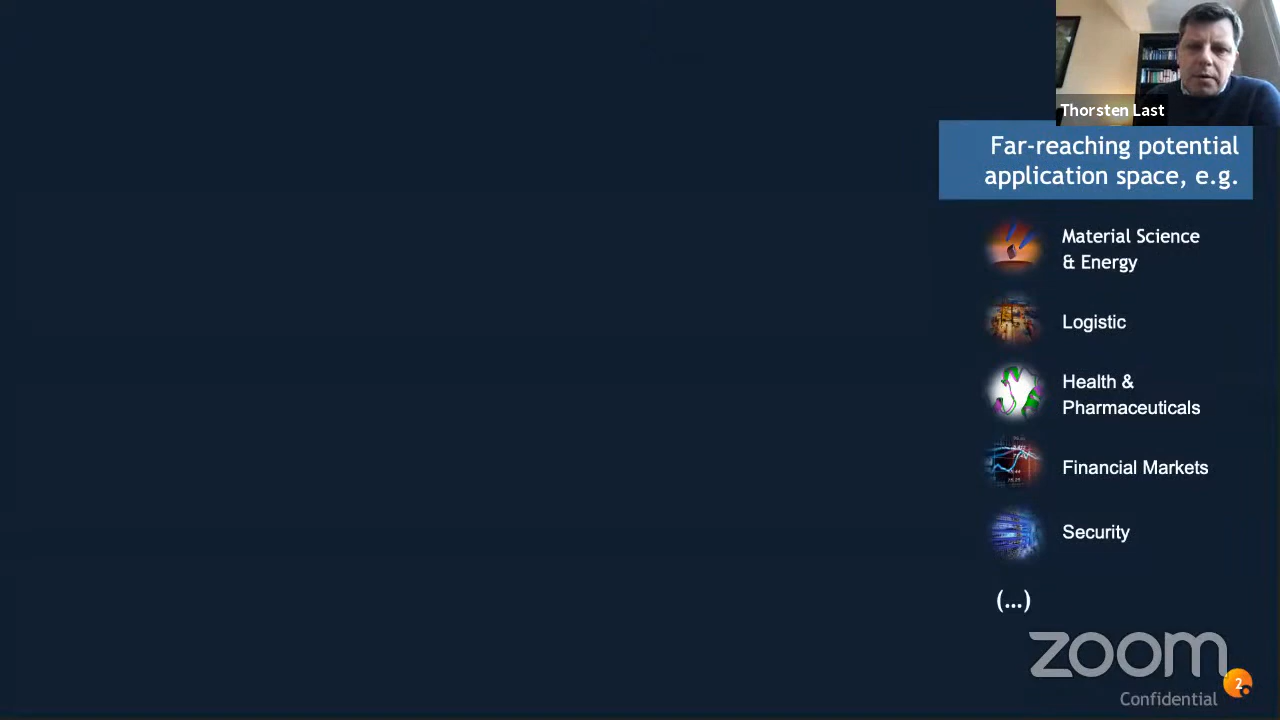 Thorsten Last
Far-reaching potential
application space, e.g.
Material Science
& Energy
Logistic
Health &
Pharmaceuticals
Financial Markets
Security
(...)
zoom
2
Confidential